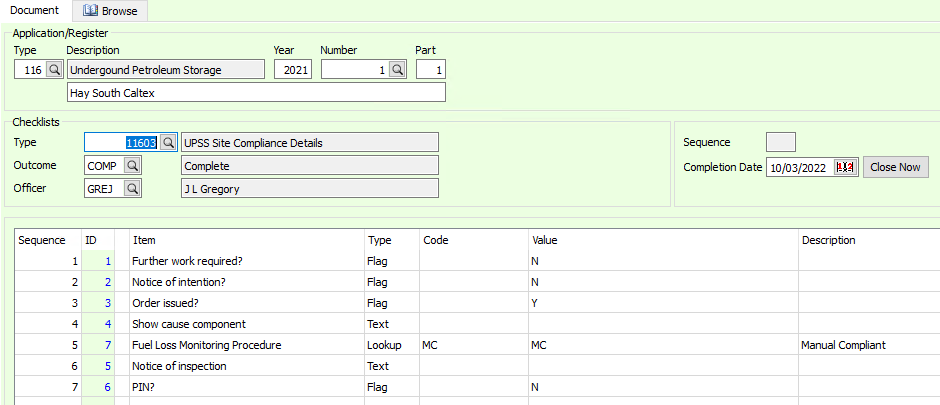 Document Browse
Application/Register
Type Description Year Number Part
116 Undergound Petroleum Storage 2021 1 1
Hay South Caltex
Checklists
Type 11603 UPSS Site Compliance Details Sequence
Outcome COMP Complete Completion Date 10/03/2022 Close Now
Officer GREJ J L Gregory
Sequence ID Item Type Code Value Description
1 1 Further work required? Flag N
2 2 Notice of intention? Flag N
3 3 Order issued? Flag Y
4 4 Show cause component Text
5 7 Fuel Loss Monitoring Procedure Lookup MC MC Manual Compliant
6 5 Notice of inspection Text
7 6 PIN? Flag N